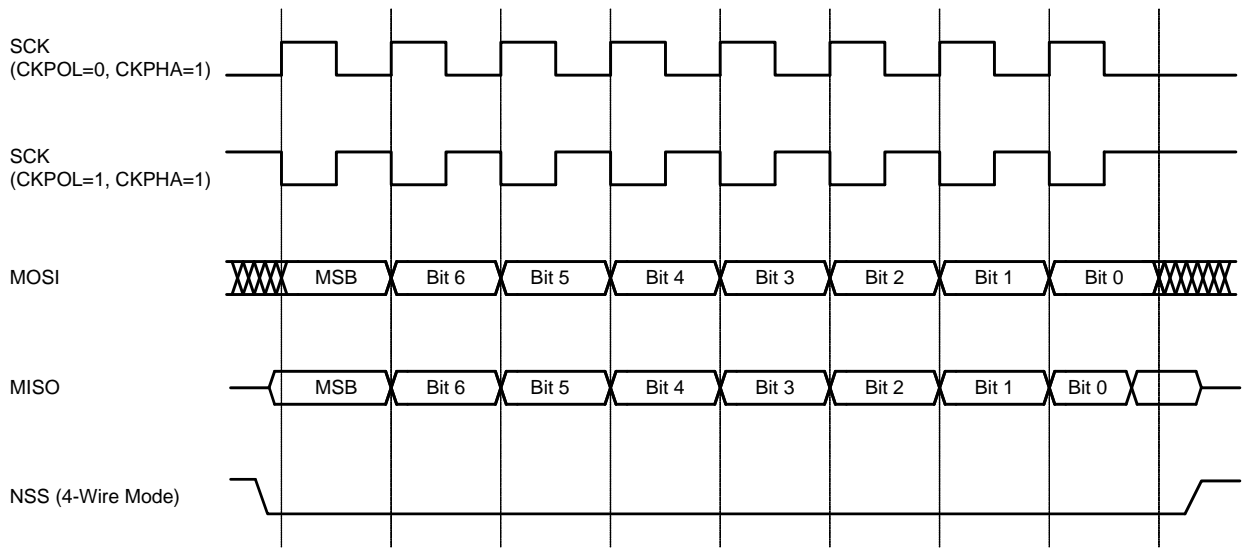 SCK
(CKPOL=0, CKPHA=1)
SCK
(CKPOL=1, CKPHA=1)
MOSI
MSB Bit 6 Bit 5 Bit 4 Bit 3 Bit 2 Bit 1 Bit 0
MISO
MSB Bit 6 Bit 5 Bit 4 Bit 3 Bit 2 Bit 1 Bit 0
NSS (4-Wire Mode)